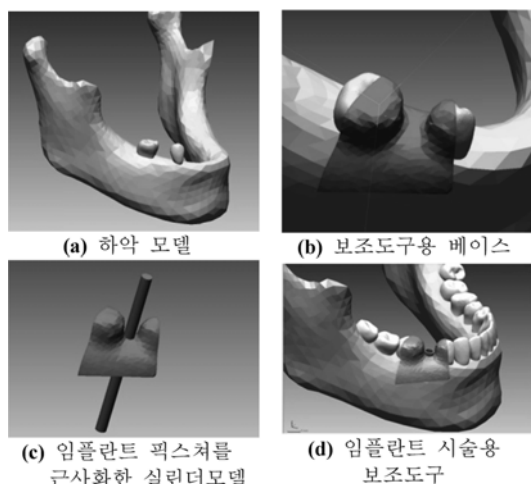 (a) 하악 모델
(b) 보조도구용 베이스
(c) 임플란트 픽스쳐를
근사화한 실린더모델
(d) 임플란트 시술용
보조도구